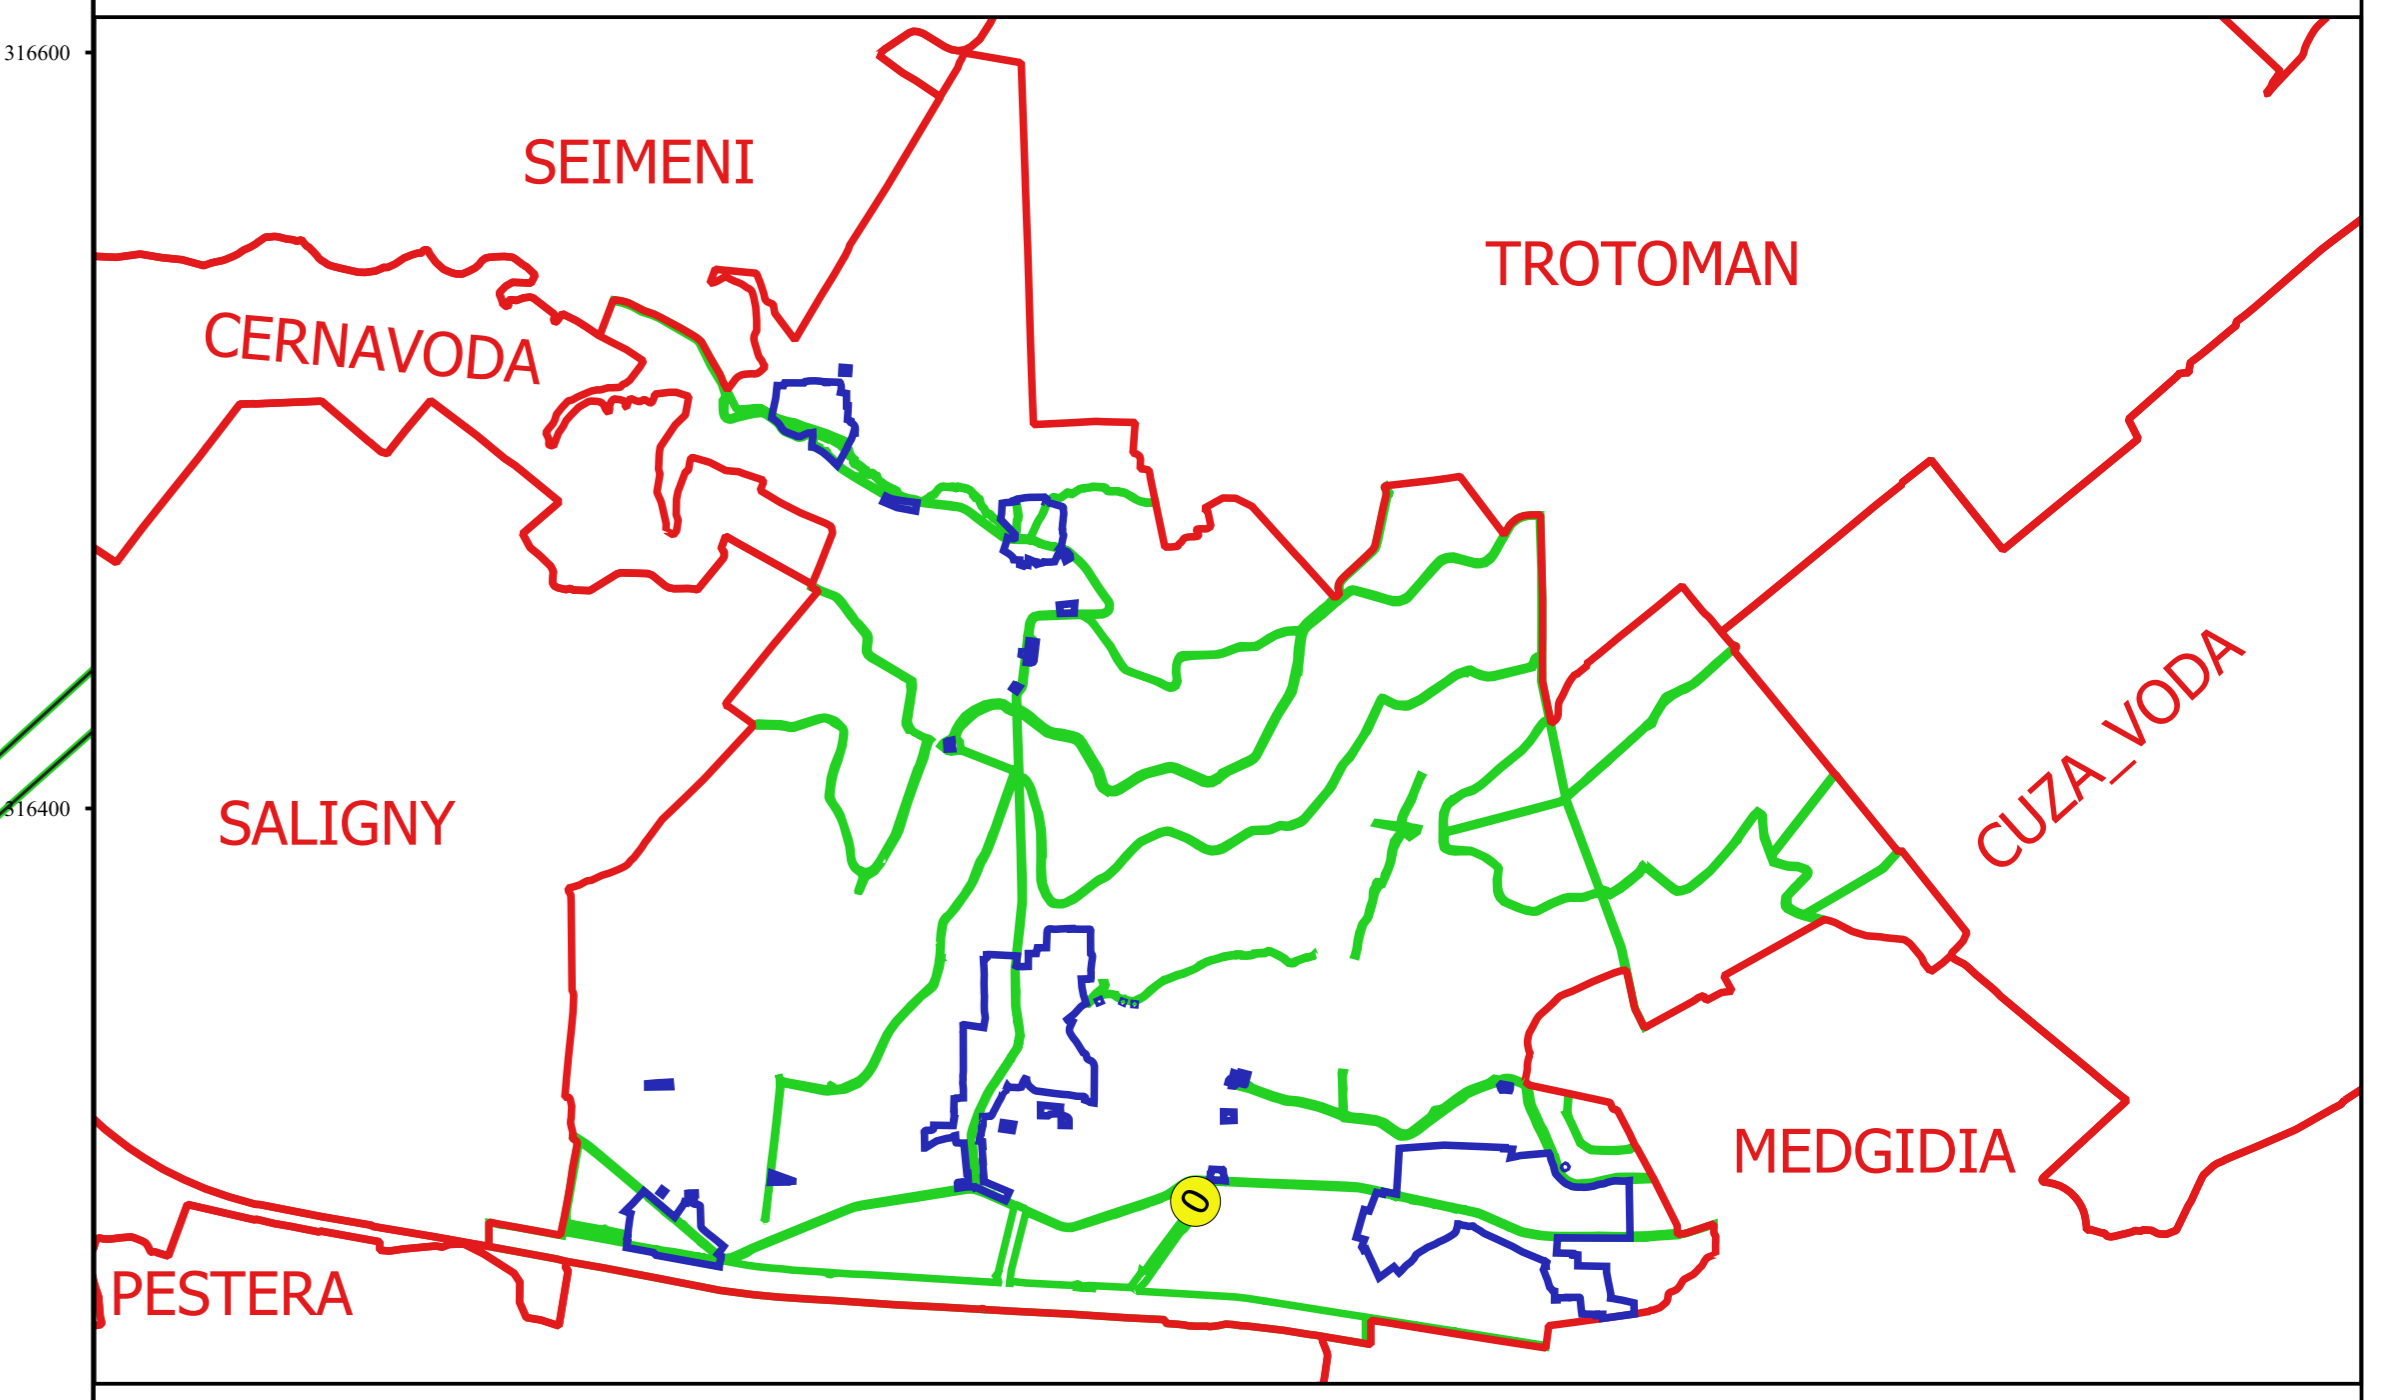 316600
SEIMENI
TROTOMAN
CERNAVODA
CUZA_VODA
316400
SALIGNY
MEDGIDIA
0
PESTERA